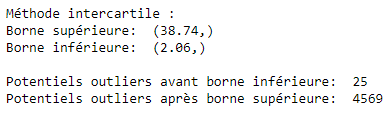 Méthode intercartile :
Borne supérieure:  (38.74,)
Borne inférieure:  (2.06,)
Potentiels outliers avant borne inférieure:  25
Potentiels outliers après borne supérieure:  4569